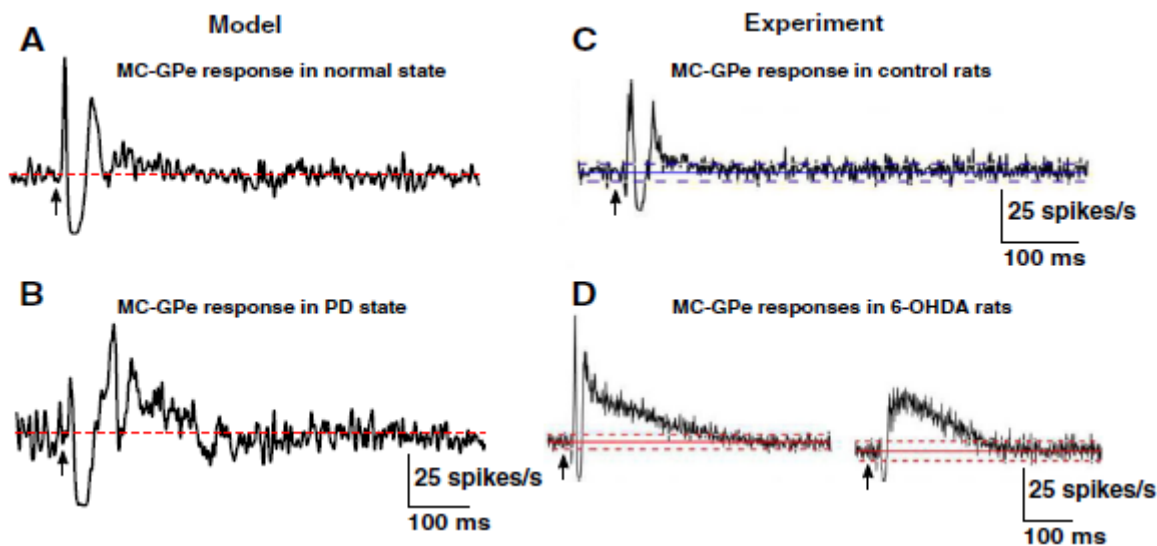 Model
A
MC-GPe response in normal state
Experiment
C
MC-GPe response in control rats
25 spikes/s
100 ms
B
MC-GPe response in PD state
25 spikes/s
100 ms
D
MC-GPe responses in 6-OHDA rats
25 spikes/s
100 ms